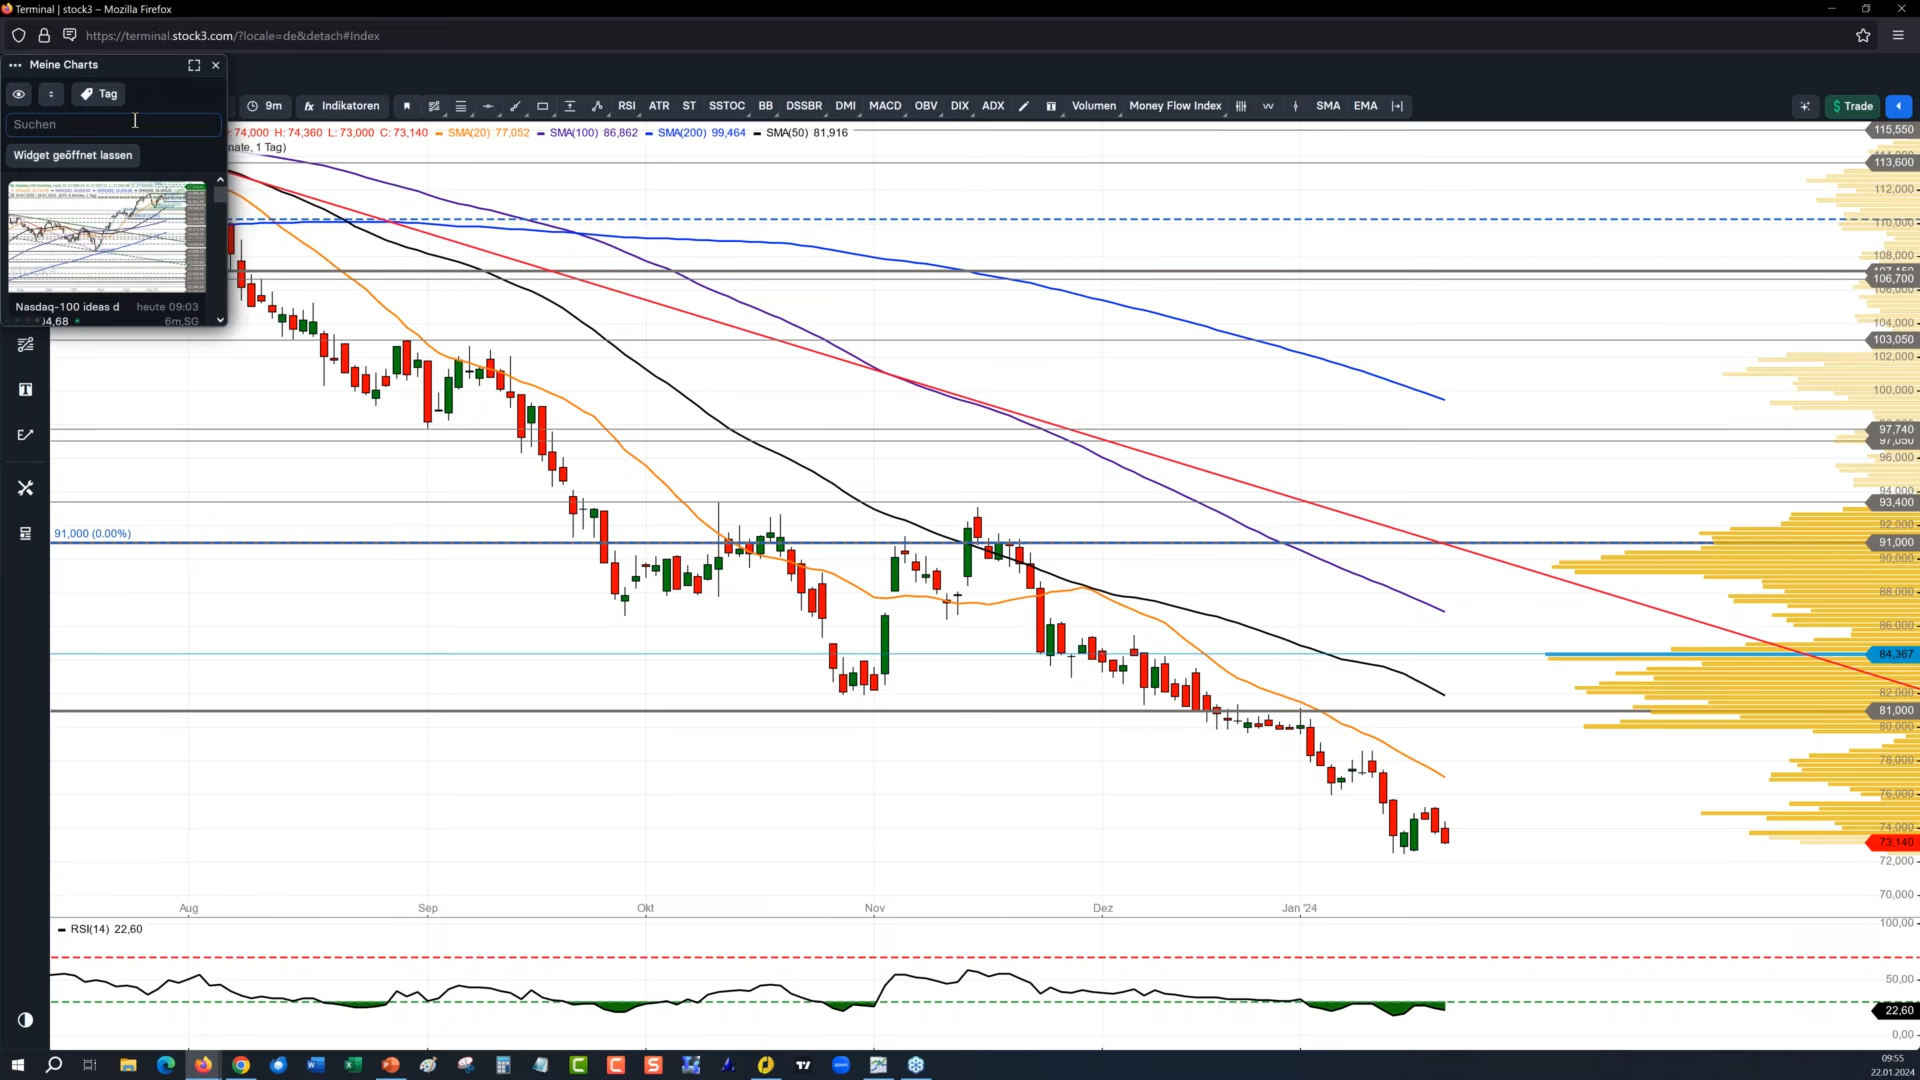 Terminal | stock3 – Mozilla Firefox
https://terminal.stock3.com/?locale=de&detach#Index
Meine Charts
Tag
Suchen
Widget geöffnet lassen
Nasdaq-100 ideas d heute 09:03
6m,SG
9m
fx Indikatoren
RSI ATR ST SSTOC BB DSSBR DMI MACD OBV DIX ADX Volumen Money Flow Index SMA EMA
$ Trade
74,000 H: 74,360 L: 73,000 C: 73,140 SMA(20) 77,052 SMA(100) 86,862 SMA(200) 99,464 SMA(50) 81,916
nate, 1 Tag)
115,550
113,600
112,000
110,000
108,000
106,700
104,000
103,050
102,000
100,000
97,740
97,050
96,000
94,000
93,400
92,000
91,000 (0.00%)
91,000
90,000
88,000
86,000
84,367
82,000
81,000
80,000
78,000
76,000
74,000
73,140
72,000
70,000
Aug Sep Okt Nov Dez Jan '24
RSI(14) 22,60
100,00
50,00
22,60
0,00
09:55
22.01.2024